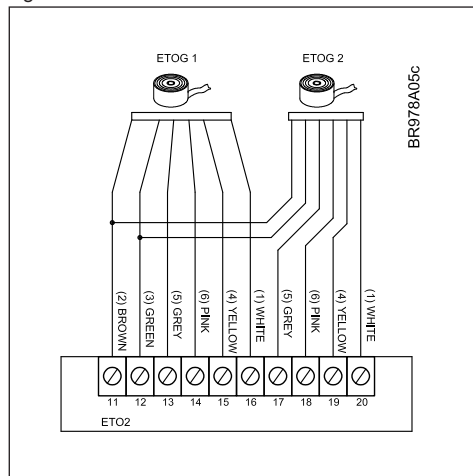 ETOG 1
ETOG 2
BR978A05c
(2) BROWN
(3) GREEN
(5) GREY
(6) PINK
(4) YELLOW
(1) WHITE
(5) GREY
(6) PINK
(4) YELLOW
(1) WHITE
11 12 13 14 15 16 17 18 19 20
ETO2